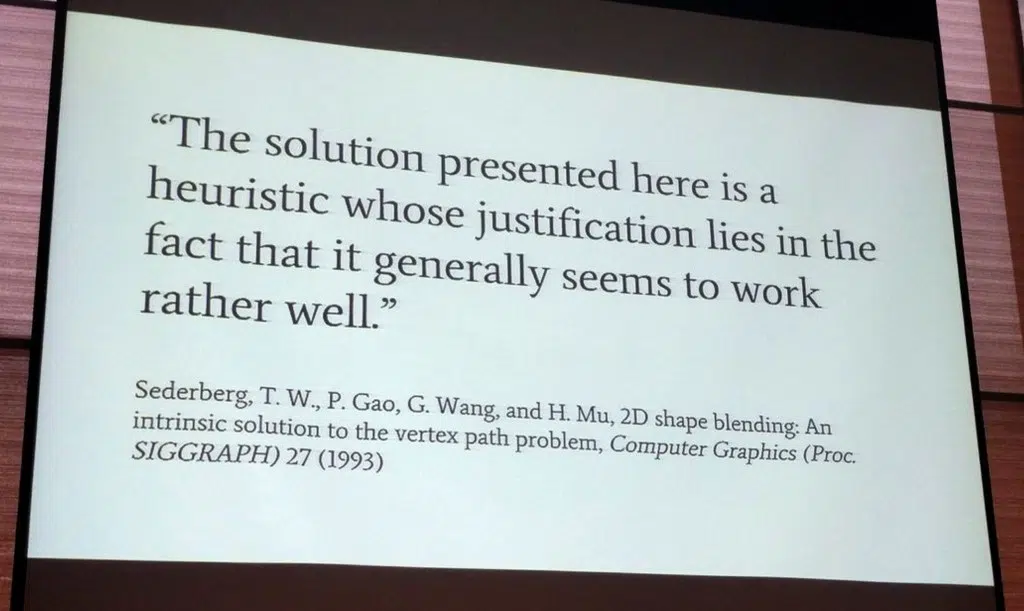 “The solution presented here is a
heuristic whose justification lies in the
fact that it generally seems to work
rather well.”
Sederberg, T. W., P. Gao, G. Wang, and H. Mu, 2D shape blending: An
intrinsic solution to the vertex path problem, Computer Graphics (Proc.
SIGGRAPH) 27 (1993)